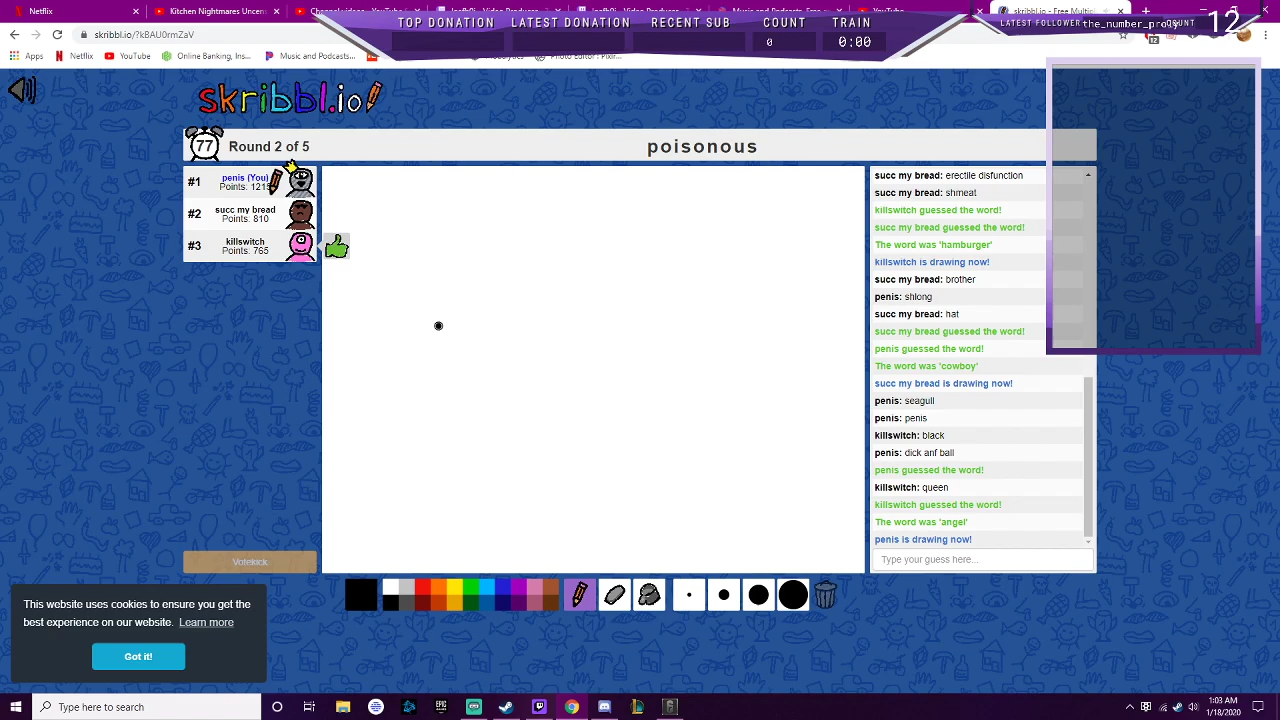 Netflix
Kitchen Nightmares Uncen
YouTube
skribbl.io - Free Multi
TOP DONATION
LATEST DONATION
RECENT SUB
COUNT
TRAIN
0
0:00
LATEST FOLLOWER
COUNT
12
skribbl.io/?kBAU0rmZaV
Apps
Netflix
YouTube
Online Banking, Ins...
Music and Podcasts...
skribbl.io
77
Round 2 of 5
poisonous
#1
penis (You)
#2
succ my bread
Points: 810
#3
killswitch
Points: 765
succ my bread: erectile disfunction
succ my bread: shmeat
killswitch guessed the word!
succ my bread guessed the word!
The word was 'hamburger'
killswitch is drawing now!
succ my bread: brother
penis: shlong
succ my bread: hat
succ my bread guessed the word!
penis guessed the word!
The word was 'cowboy'
succ my bread is drawing now!
penis: seagull
penis: penis
killswitch: black
penis: dick anf ball
penis guessed the word!
killswitch: queen
killswitch guessed the word!
The word was 'angel'
penis is drawing now!
Type your guess here...
Votekick
This website uses cookies to ensure you get the
best experience on our website. Learn more
Got it!
Type here to search
EPIC
1:03 AM
1/18/2020